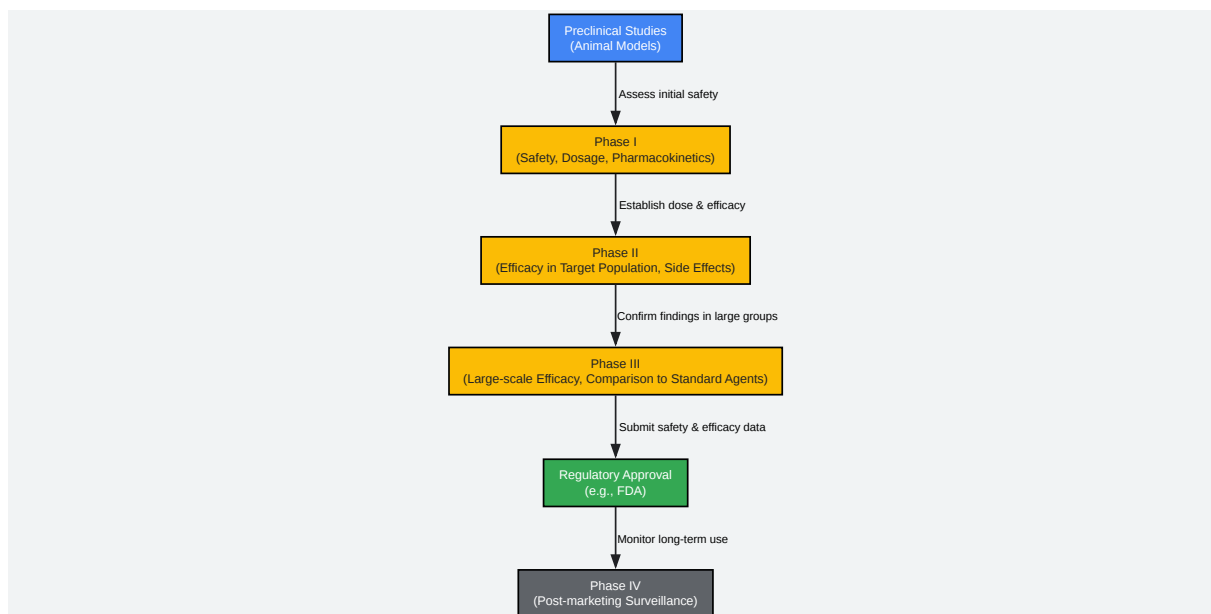 Preclinical Studies
(Animal Models)
Assess initial safety
Phase I
(Safety, Dosage, Pharmacokinetics)
Establish dose & efficacy
Phase II
(Efficacy in Target Population, Side Effects)
Confirm findings in large groups
Phase III
(Large-scale Efficacy, Comparison to Standard Agents)
Submit safety & efficacy data
Regulatory Approval
(e.g., FDA)
Monitor long-term use
Phase IV
(Post-marketing Surveillance)